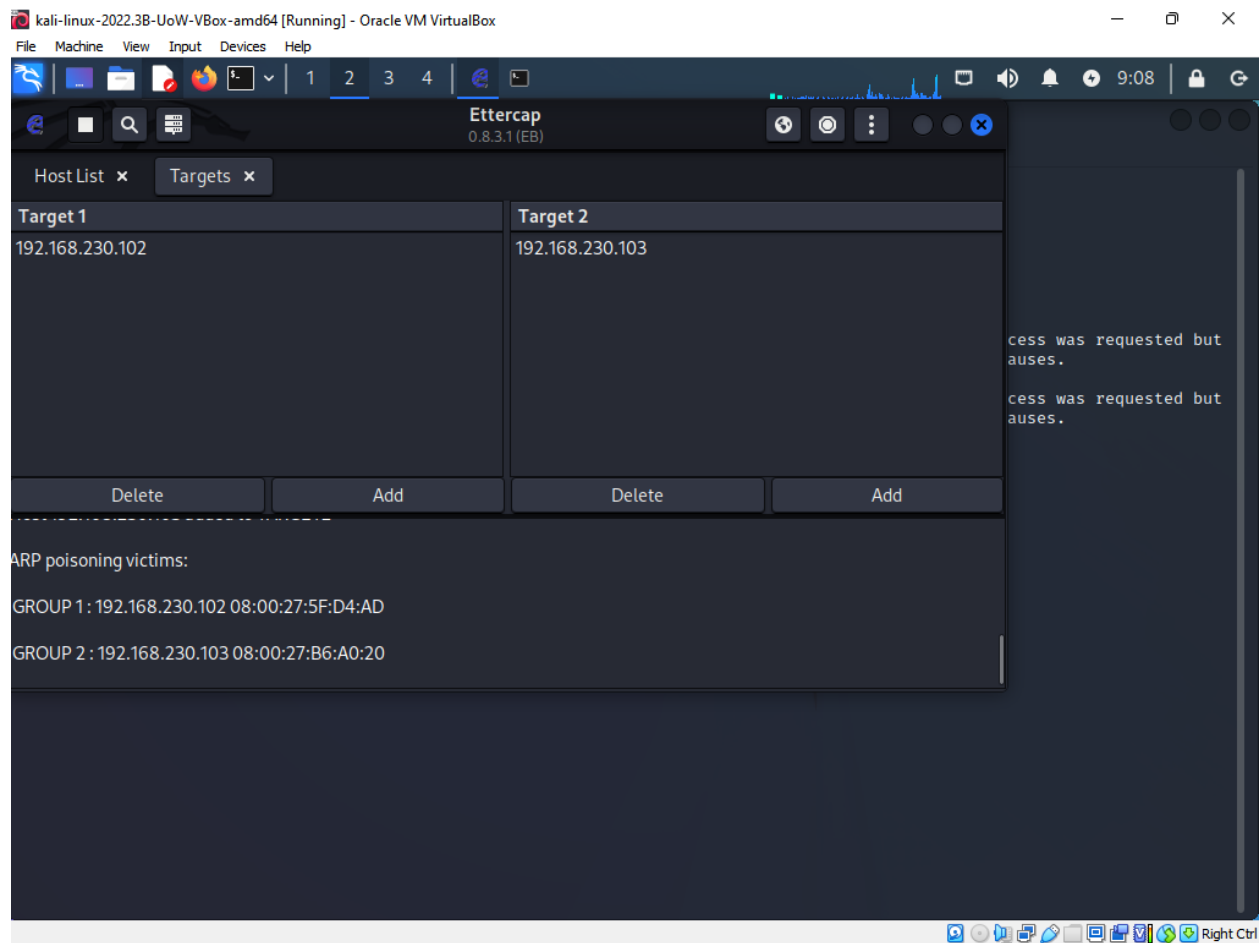 kali-linux-2022.3B-UoW-VBox-amd64 [Running] - Oracle VM VirtualBox
File Machine View Input Devices Help
1 2 3 4 9:08
Ettercap
0.8.3.1 (EB)
Host List Targets
Target 1 Target 2
192.168.230.102 192.168.230.103
cess was requested but
auses.
cess was requested but
auses.
Delete Add Delete Add
ARP poisoning victims:
GROUP 1 : 192.168.230.102 08:00:27:5F:D4:AD
GROUP 2 : 192.168.230.103 08:00:27:B6:A0:20
Right Ctrl